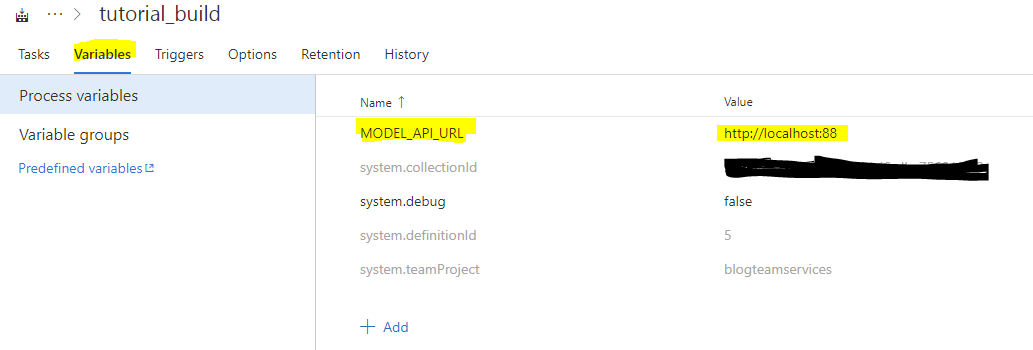 ··· > tutorial_build
Tasks Variables Triggers Options Retention History
Process variables
Variable groups
Predefined variables
Name ↑ Value
MODEL_API_URL http://localhost:88
system.collectionId
system.debug false
system.definitionId 5
system.teamProject blogteamservices
+ Add